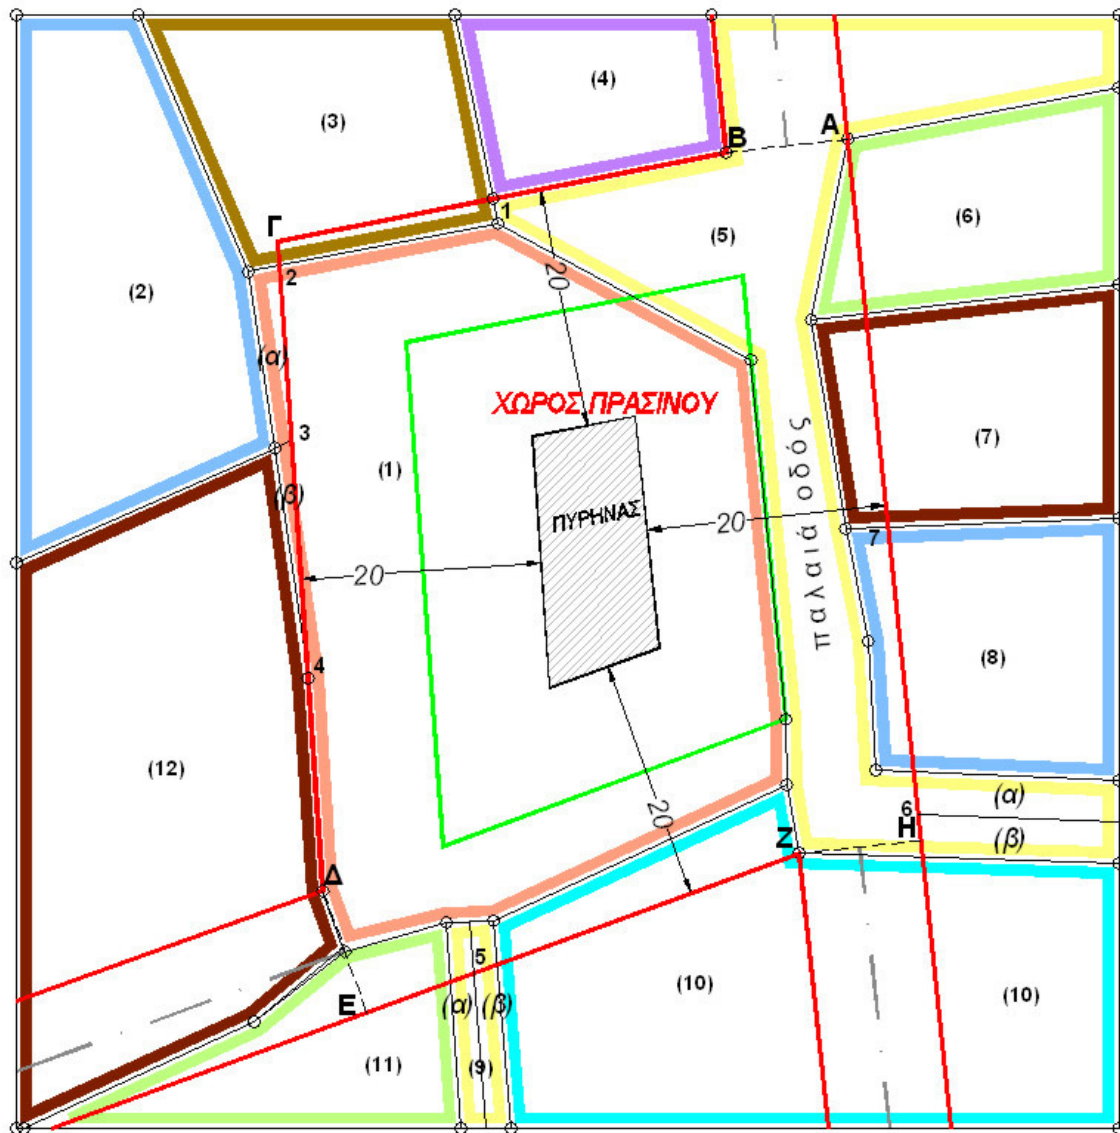 (4)
(3)
B
A
Γ
1
(5)
(6)
2
20
(2)
(α)
ΧΩΡΟΣ ΠΡΑΣΙΝΟΥ
3
(1)
(7)
(β)
ΠΥΡΗΝΑΣ
20
παλαιά οδός
7
20
4
(8)
(12)
(α)
20
6
Η
(β)
Ζ
Δ
5
(10)
(10)
Ε
(α)
(β)
(11)
(9)